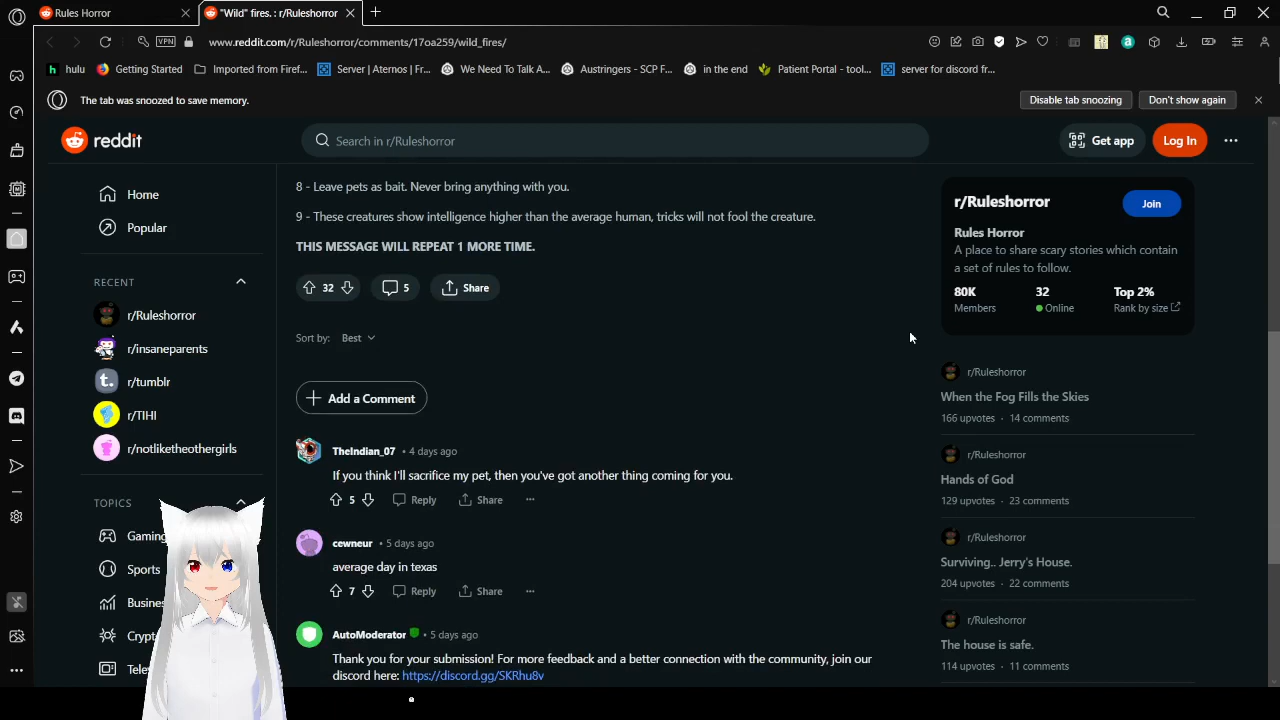 Rules Horror
"Wild" fires. : r/Ruleshorror
VPN
www.reddit.com/r/Ruleshorror/comments/17oa259/wild_fires/
hulu
Getting Started
Imported from Firef...
Server | Aternos | Fr...
We Need To Talk A...
Austringers - SCP F...
in the end
Patient Portal - tool...
server for discord fr...
The tab was snoozed to save memory.
Disable tab snoozing
Don't show again
reddit
Search in r/Ruleshorror
Get app
Log In
Home
Popular
RECENT
r/Ruleshorror
r/insaneparents
r/tumblr
r/TIHI
r/notliketheothergirls
TOPICS
Gaming
Sports
Busines
Crypt
Tele
8 - Leave pets as bait. Never bring anything with you.
9 - These creatures show intelligence higher than the average human, tricks will not fool the creature.
THIS MESSAGE WILL REPEAT 1 MORE TIME.
32
5
Share
Sort by: Best
Add a Comment
TheIndian_07 • 4 days ago
If you think I'll sacrifice my pet, then you've got another thing coming for you.
5 Reply Share
cewneur • 5 days ago
average day in texas
7 Reply Share
AutoModerator • 5 days ago
Thank you for your submission! For more feedback and a better connection with the community, join our
discord here: https://discord.gg/SKRhu8v
r/Ruleshorror
Join
Rules Horror
A place to share scary stories which contain
a set of rules to follow.
80K 32 Top 2%
Members Online Rank by size
r/Ruleshorror
When the Fog Fills the Skies
166 upvotes • 14 comments
r/Ruleshorror
Hands of God
129 upvotes • 23 comments
r/Ruleshorror
Surviving.. Jerry's House.
204 upvotes • 22 comments
r/Ruleshorror
The house is safe.
114 upvotes • 11 comments